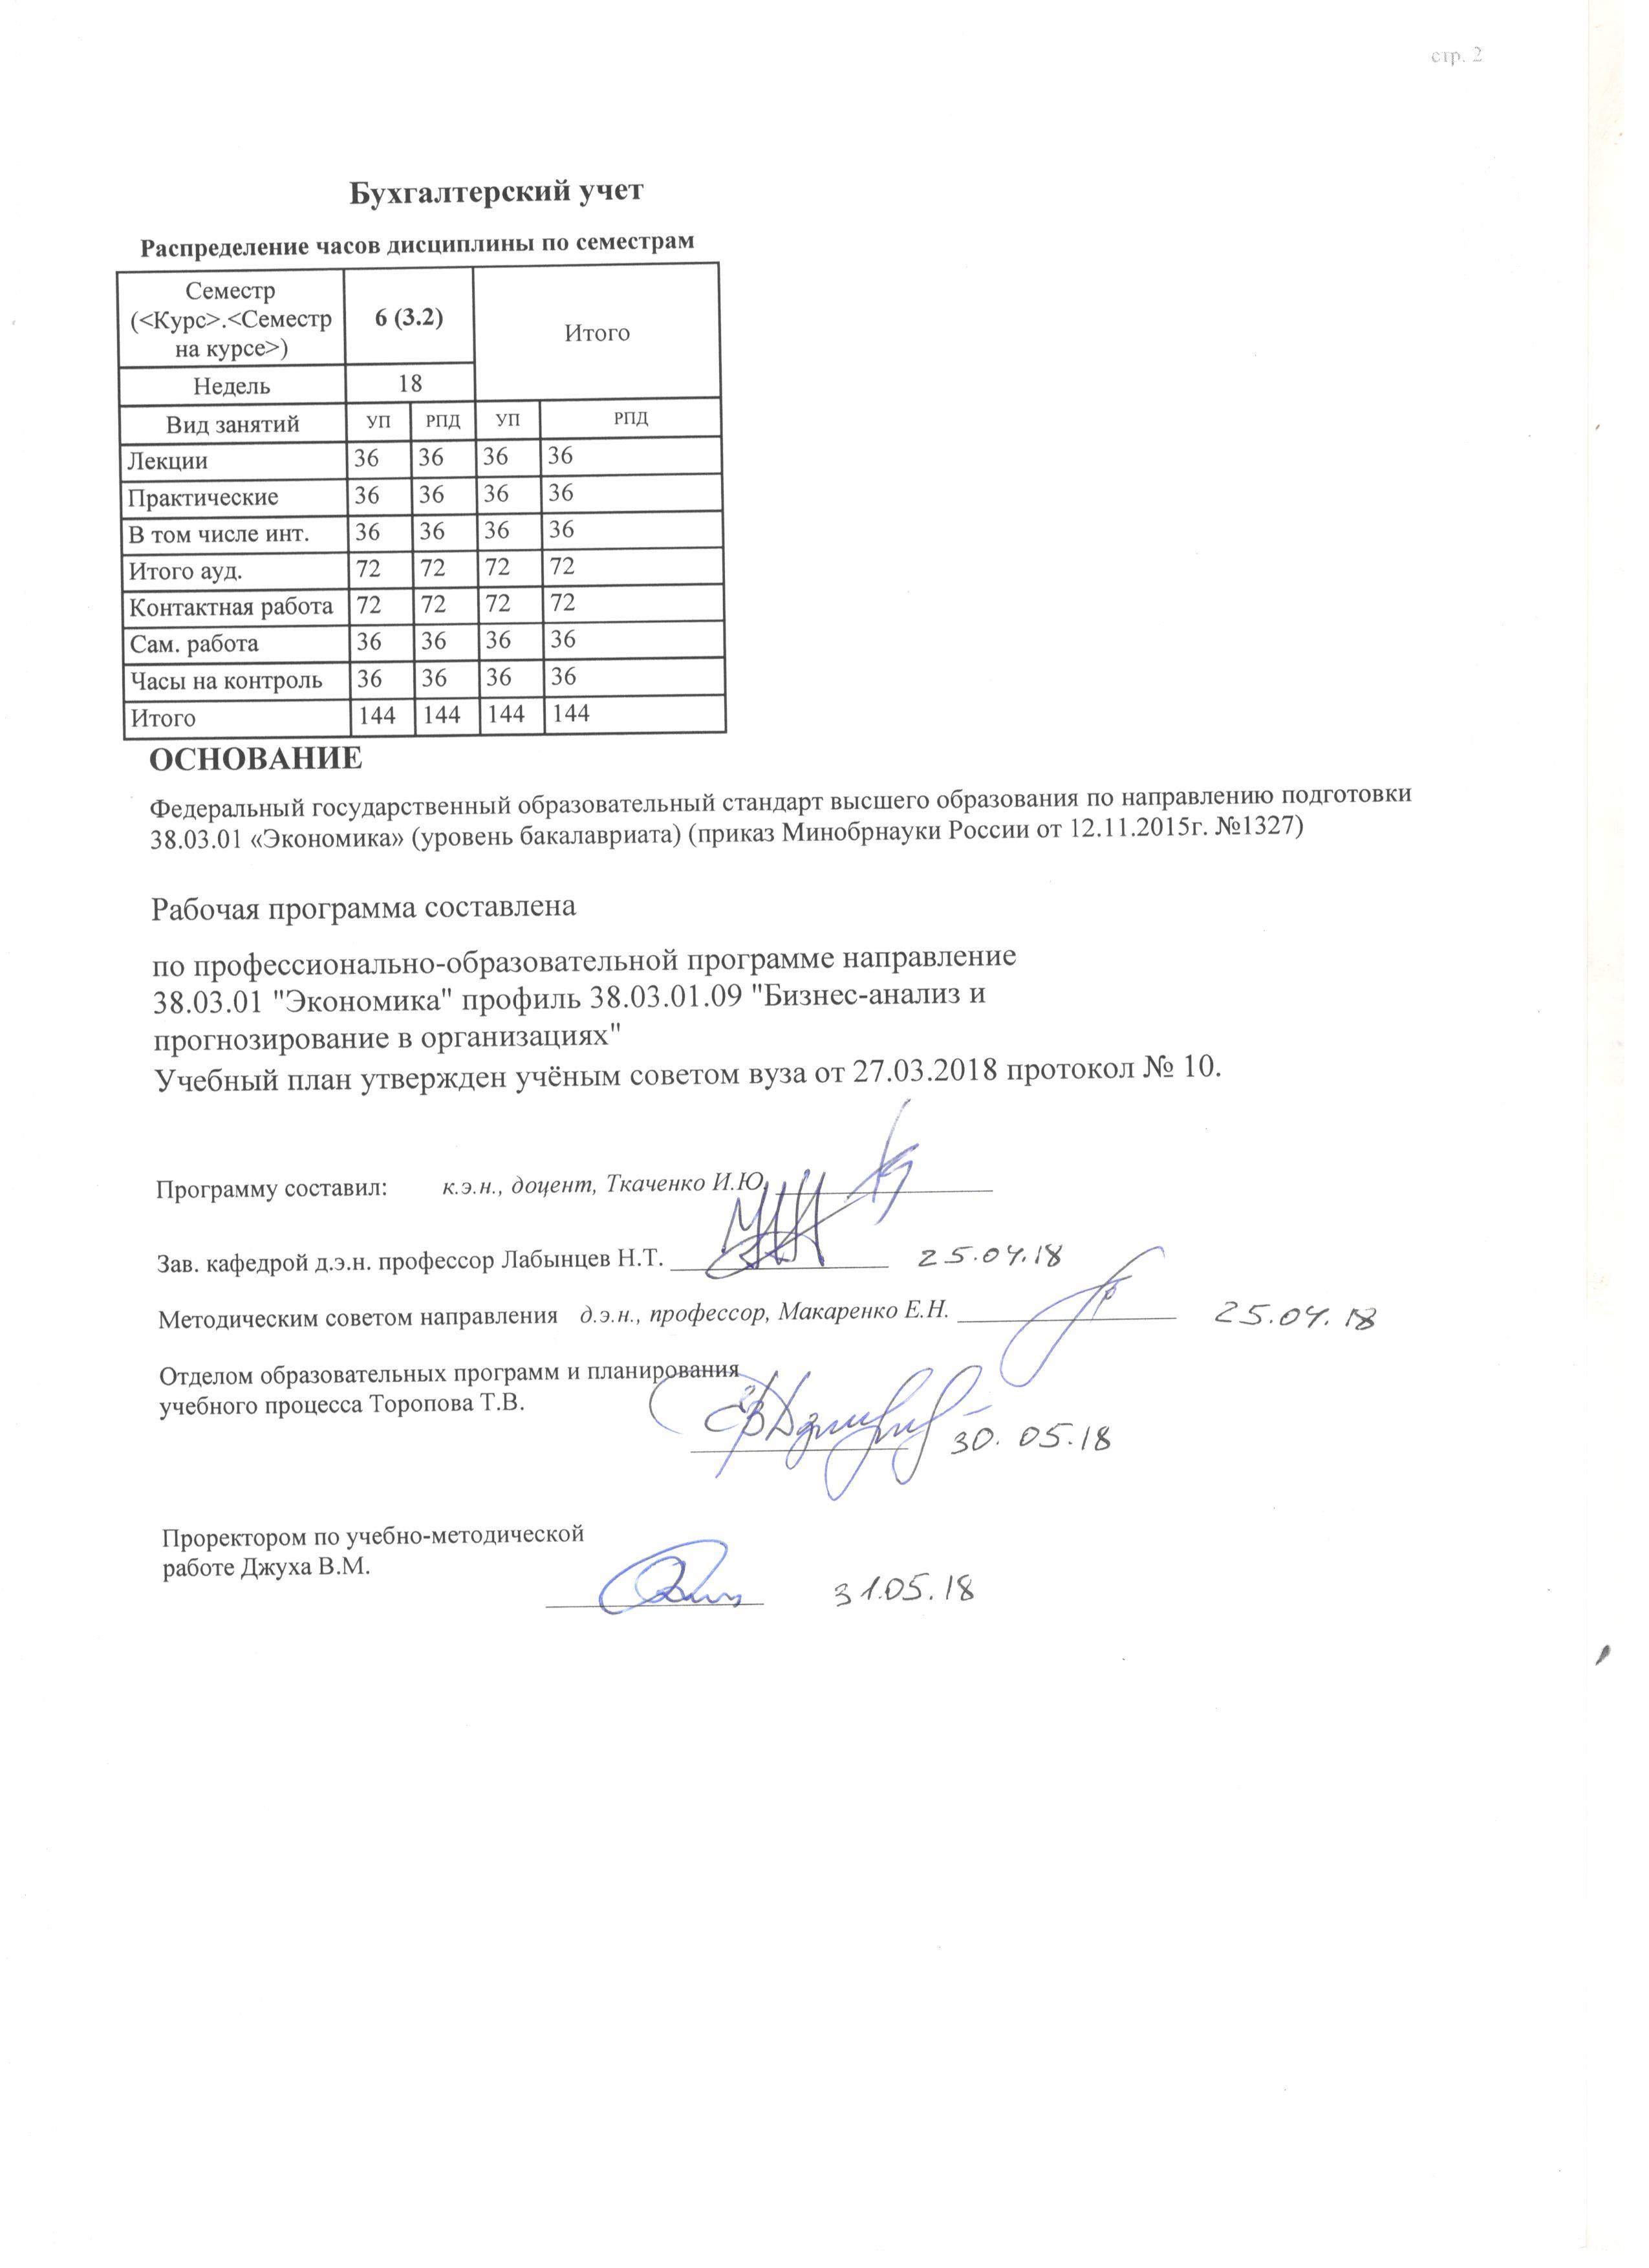 стр. 2
Бухгалтерский учет
Распределение часов дисциплины по семестрам
Семестр
(<Курс>.<Семестр
на курсе>)
6 (3.2)
Итого
Недель
18
Вид занятий УП РПД УП РПД
Лекции 36 36 36 36
Практические 36 36 36 36
В том числе инт. 36 36 36 36
Итого ауд. 72 72 72 72
Контактная работа 72 72 72 72
Сам. работа 36 36 36 36
Часы на контроль 36 36 36 36
Итого 144 144 144 144
ОСНОВАНИЕ
Федеральный государственный образовательный стандарт высшего образования по направлению подготовки
38.03.01 «Экономика» (уровень бакалавриата) (приказ Минобрнауки России от 12.11.2015г. №1327)
Рабочая программа составлена
по профессионально-образовательной программе направление
38.03.01 "Экономика" профиль 38.03.01.09 "Бизнес-анализ и
прогнозирование в организациях"
Учебный план утвержден учёным советом вуза от 27.03.2018 протокол № 10.
Программу составил: к.э.н., доцент, Ткаченко И.Ю.
Зав. кафедрой д.э.н. профессор Лабынцев Н.Т. 25.04.18
Методическим советом направления д.э.н., профессор, Макаренко Е.Н. 25.04.18
Отделом образовательных программ и планирования
учебного процесса Торопова Т.В.
30.05.18
Проректором по учебно-методической
работе Джуха В.М.
31.05.18